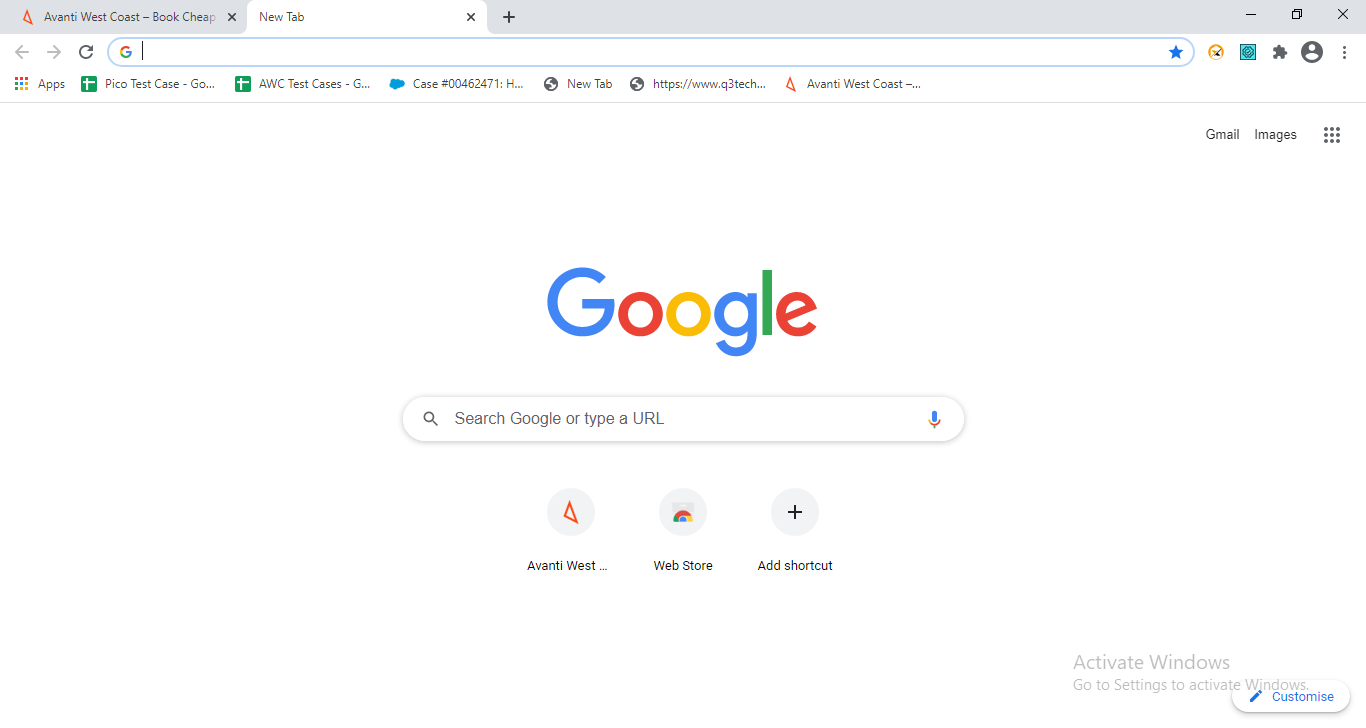 Avanti West Coast – Book Cheap
New Tab
Apps
Pico Test Case - Go...
AWC Test Cases - G...
Case #00462471: H...
New Tab
https://www.q3tech...
Avanti West Coast –...
Gmail
Images
Google
Search Google or type a URL
Avanti West ...
Web Store
Add shortcut
Activate Windows
Go to Settings to activate Windows.
Customise